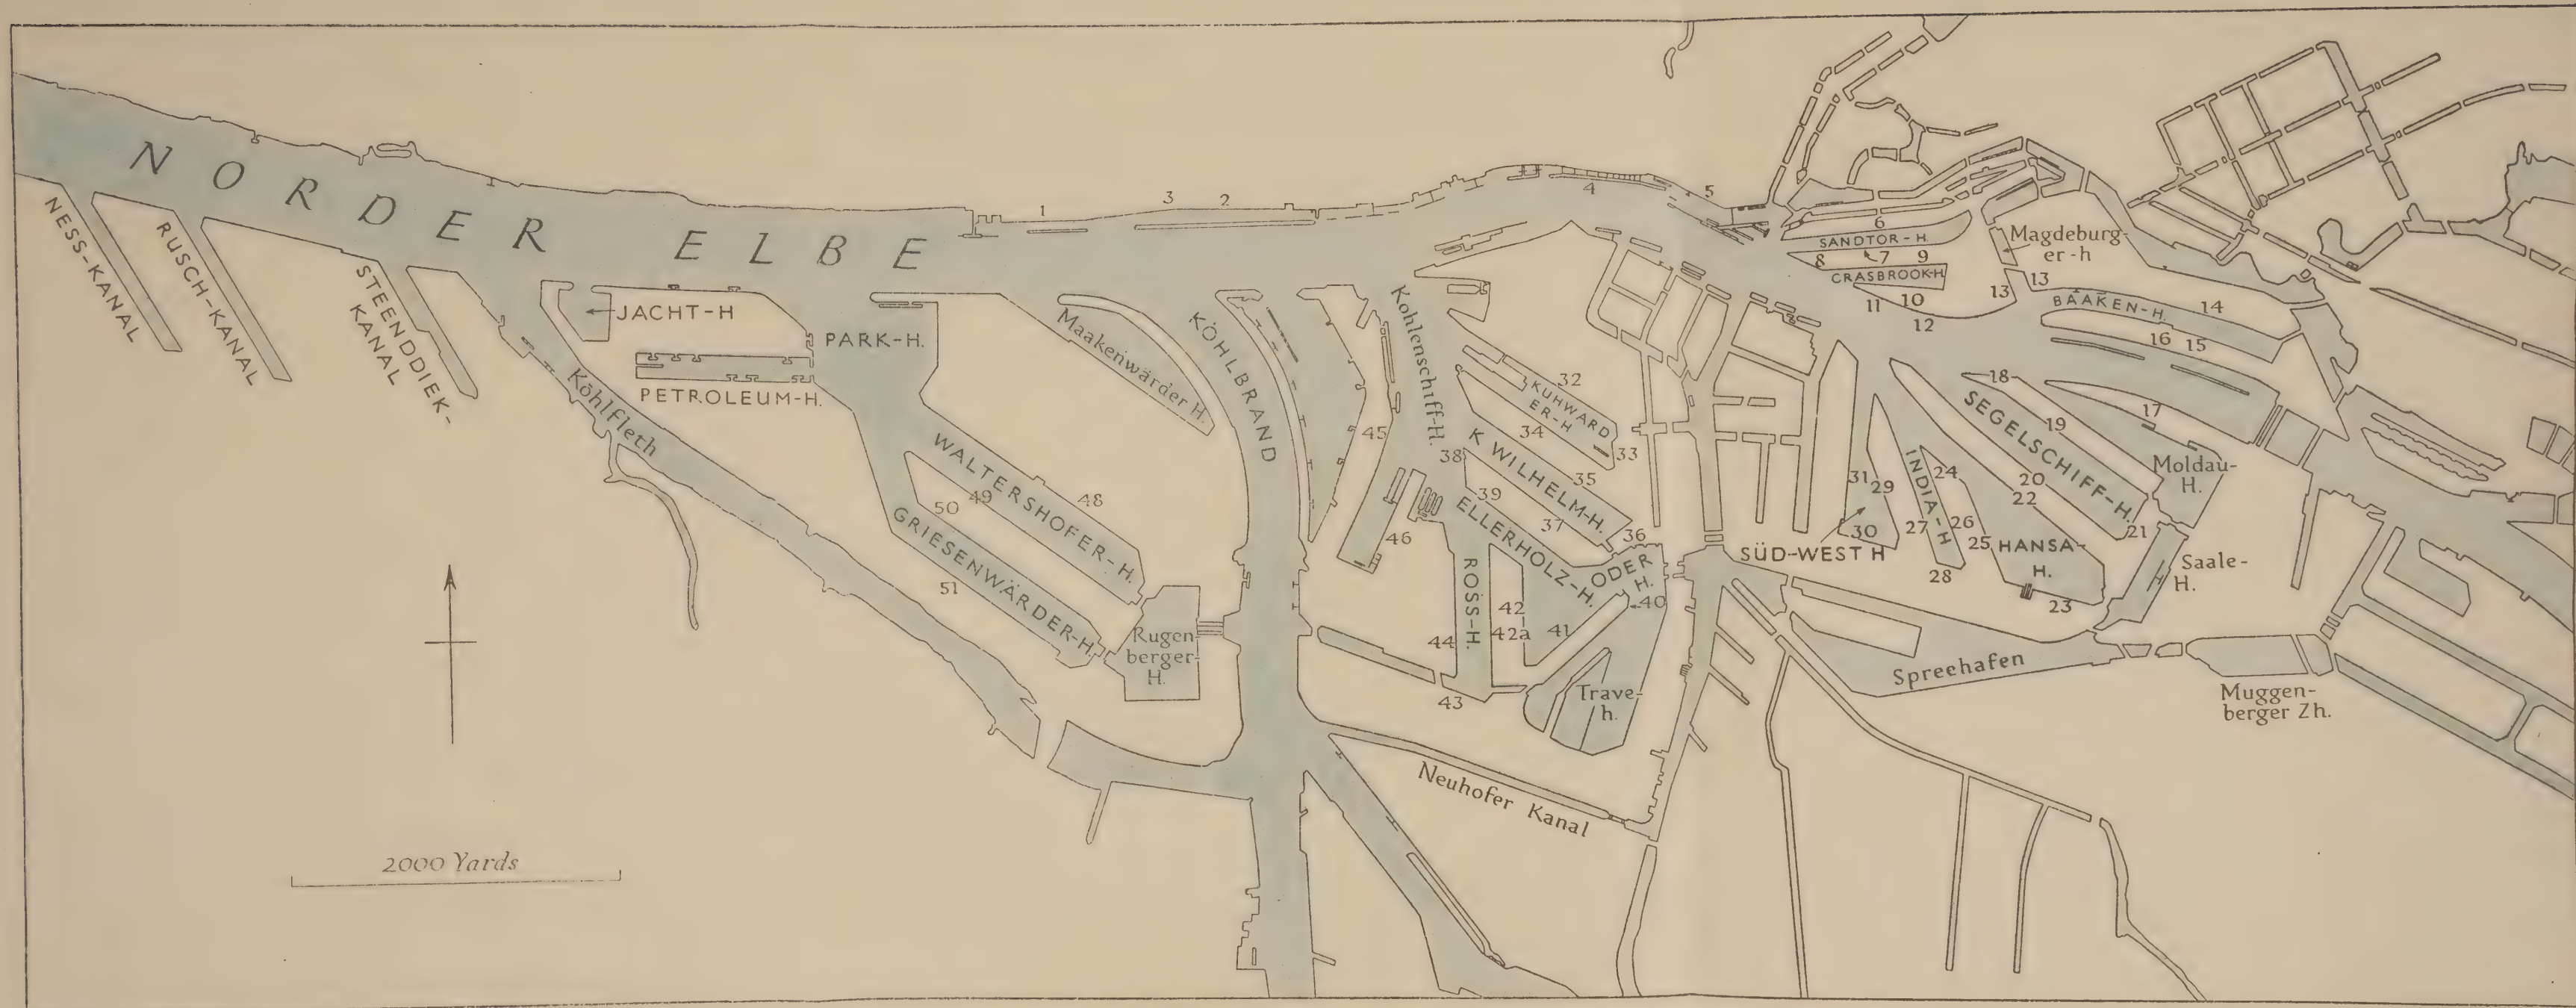 NORDER ELBE
NESS-KANAL
RUSCH-KANAL
STEENDDIEK-
KANAL
JACHT-H
PARK-H.
PETROLEUM-H.
Köhlfleth
Maakenwärder H.
KÖHLBRAND
WALTERSHOFER-H.
GRIESENWÄRDER-H.
Rugen
berger-
H.
48
49
50
51
1
3
2
4
5
Kohlenschiff-H.
45
46
32
KUHWARD
ER-H
34
33
K WILHELM-H.
35
38
39
37
36
ELLERHOLZ-H.
ODER
H.
40
ROSS-H.
42
42a
41
44
43
Trave-
h.
Neuhofer Kanal
6
SANDTOR-H.
8
7
9
CRASBROOK-H
11
10
12
13
13
Magdeburg-
er-h
BAAKEN-H.
14
16
15
18
17
19
SEGELSCHIFF-H.
20
22
21
Moldau-
H.
31
29
30
SÜD-WEST H
INDIA-H
24
27
26
25
28
HANSA-
H.
23
Saale-
H.
Spreehafen
Muggen-
berger Zh.
2000 Yards